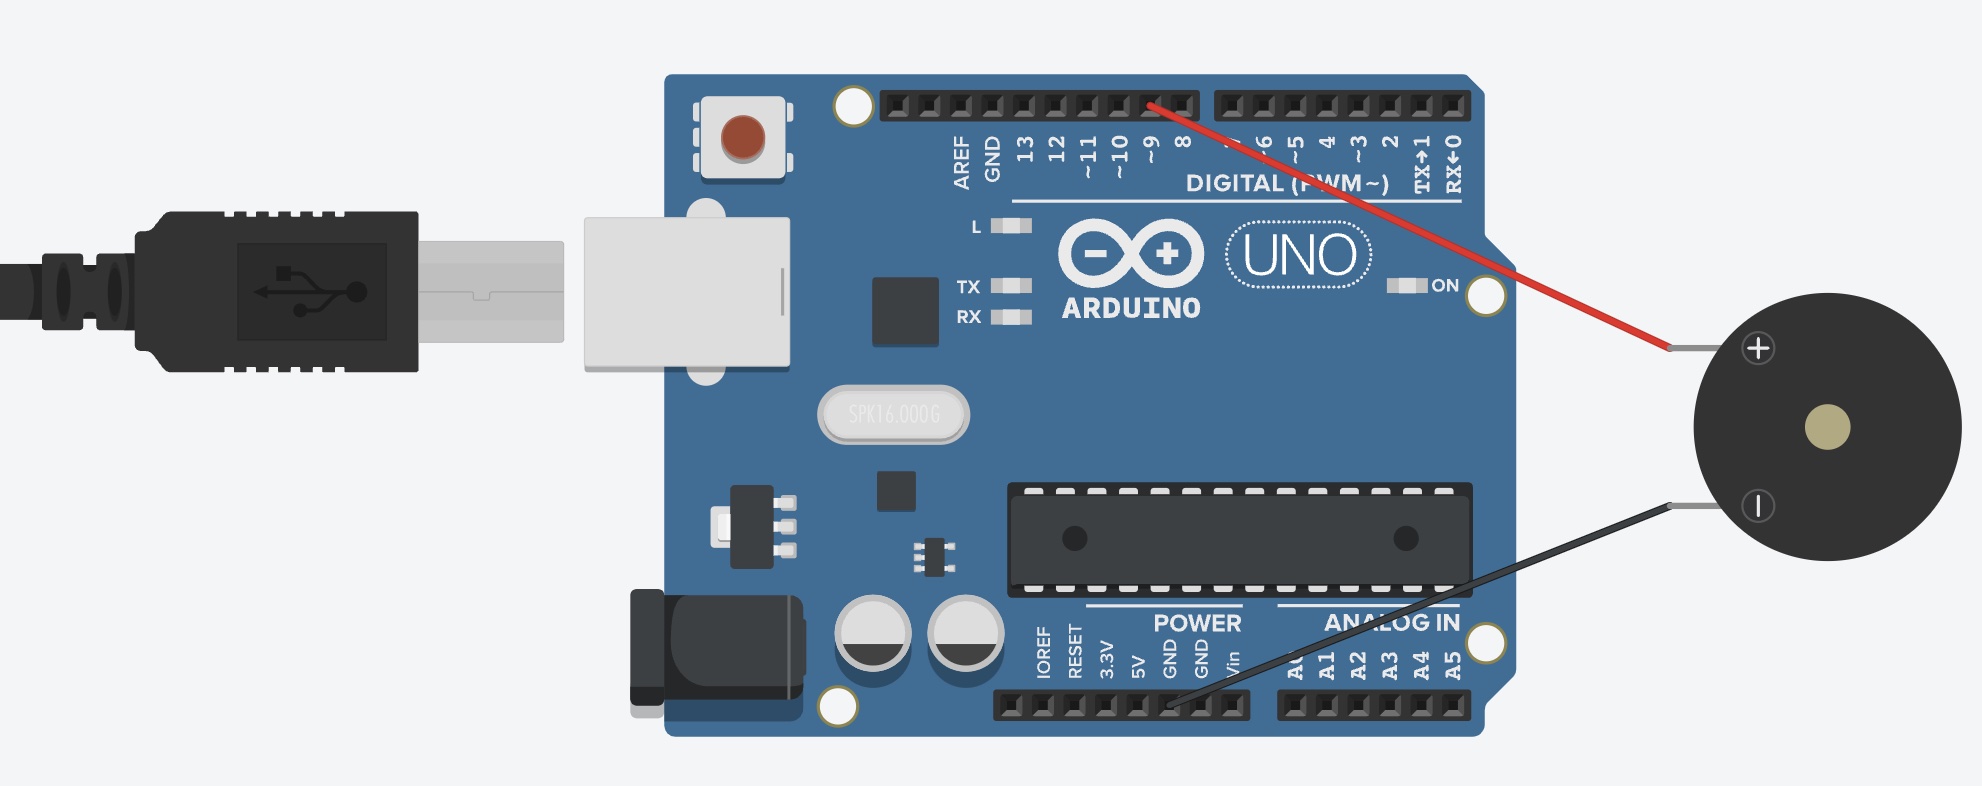 AREF
GND
13
12
~11
~10
~9
8
~5
4
~3
2
TX→1
RX←0
DIGITAL (PWM~)
L
TX
RX
ARDUINO
UNO
ON
SPK16.000G
POWER
ANALOG IN
IOREF
RESET
3.3V
5V
GND
GND
Vin
A0
A1
A2
A3
A4
A5